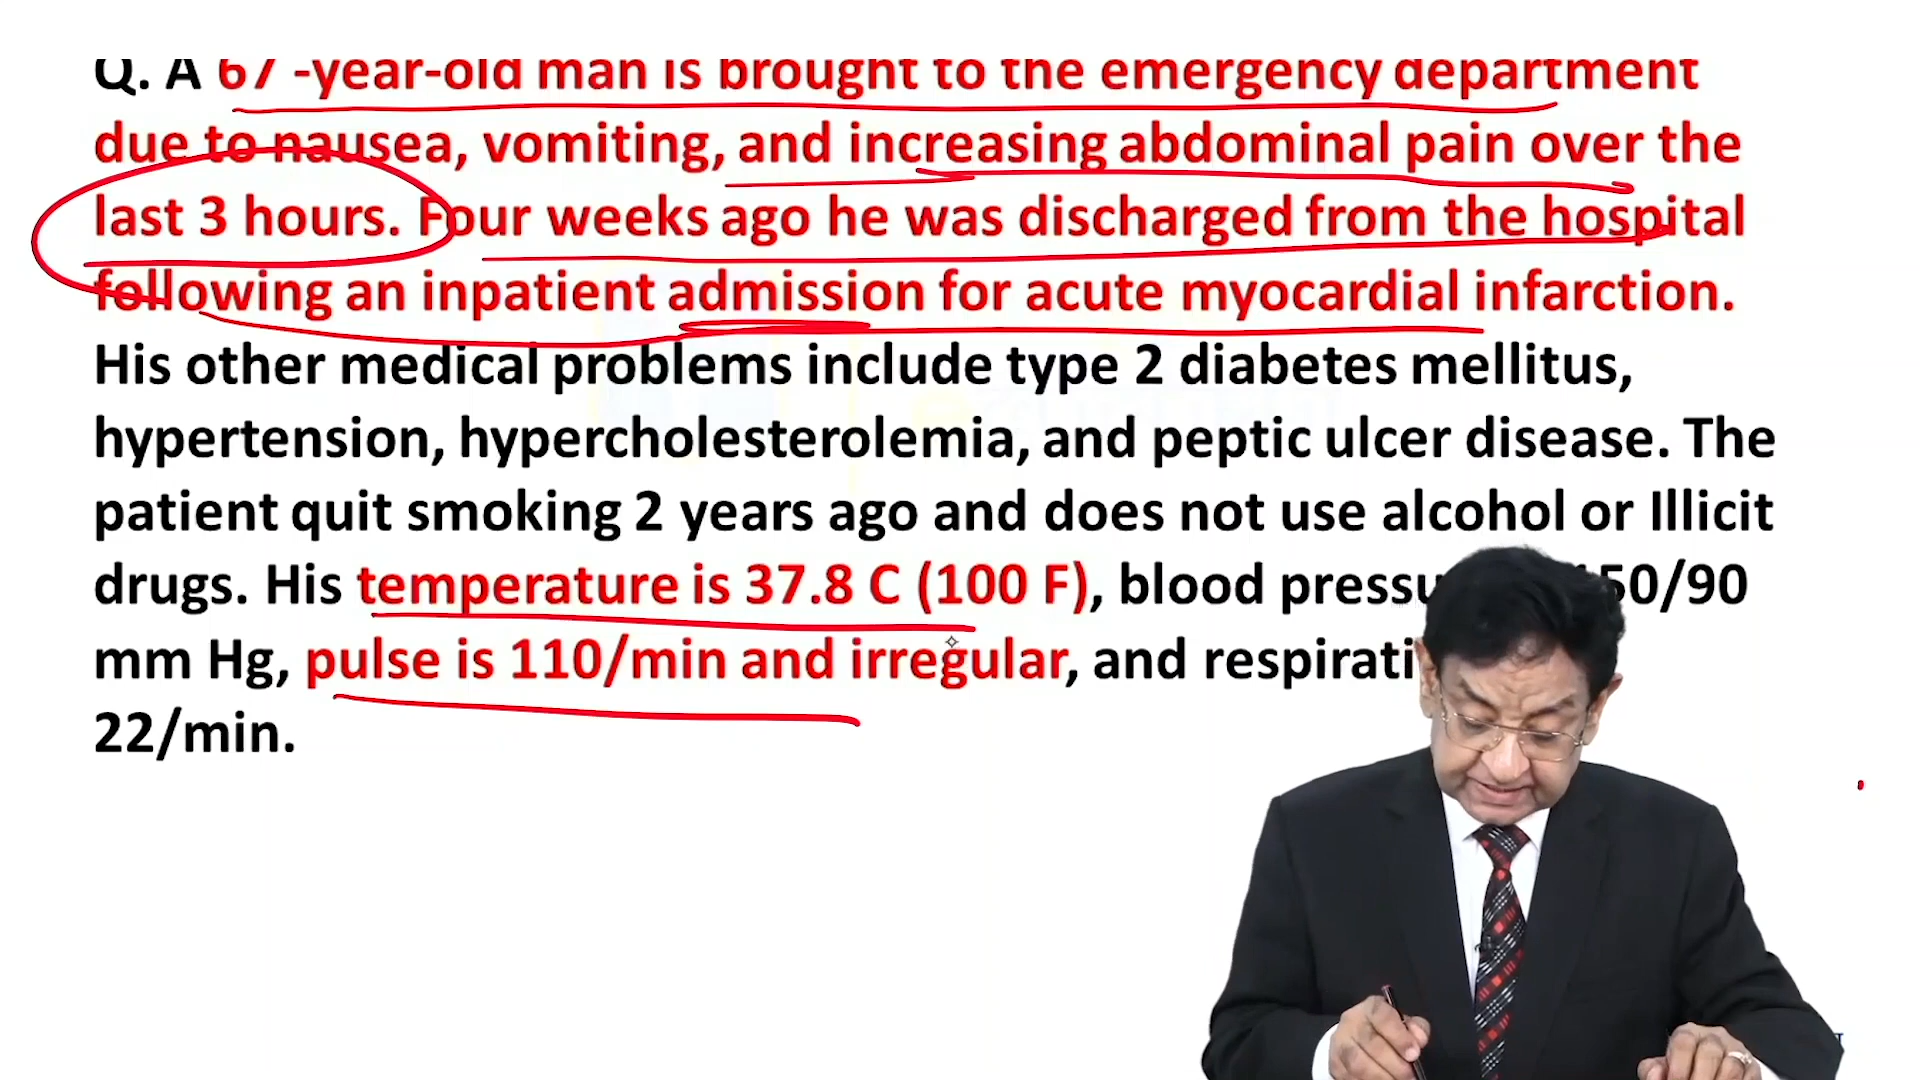 Q. A 67 -year-old man is brought to the emergency department
due to nausea, vomiting, and increasing abdominal pain over the
last 3 hours. Four weeks ago he was discharged from the hospital
following an inpatient admission for acute myocardial infarction.
His other medical problems include type 2 diabetes mellitus,
hypertension, hypercholesterolemia, and peptic ulcer disease. The
patient quit smoking 2 years ago and does not use alcohol or Illicit
drugs. His temperature is 37.8 C (100 F), blood 50/90
mm Hg, pulse is 110/min and irregular, and
22/min.